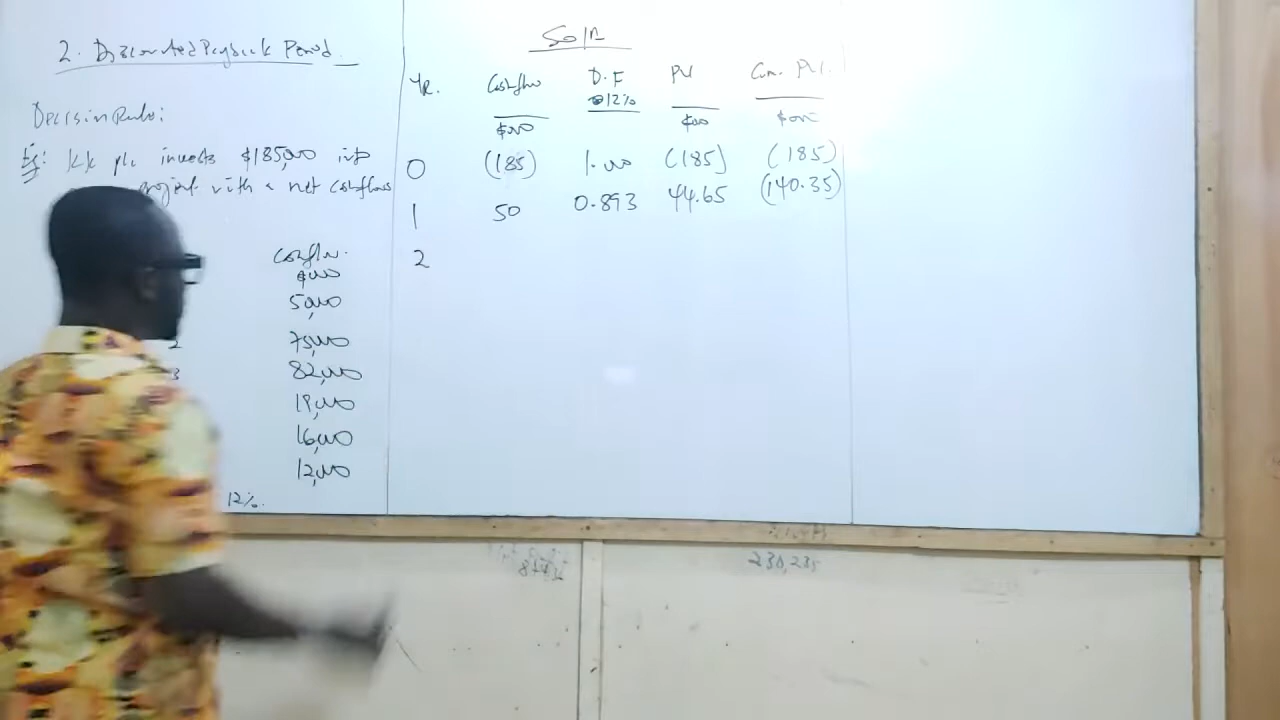 2. Discounted Payback Period.
Decision Rule:
Eg: KK plc invests $185,000 into
project with a net cashflows
cashflow.
$000
50,000
2 75,000
3 82,000
18,000
16,000
12,000
12%.
Soln
YR. Cashflow D.F PV Cum. PV.
@12%
$000 $000 $000
0 (185) 1.00 (185) (185)
1 50 0.893 44.65 (140.35)
2
230,235